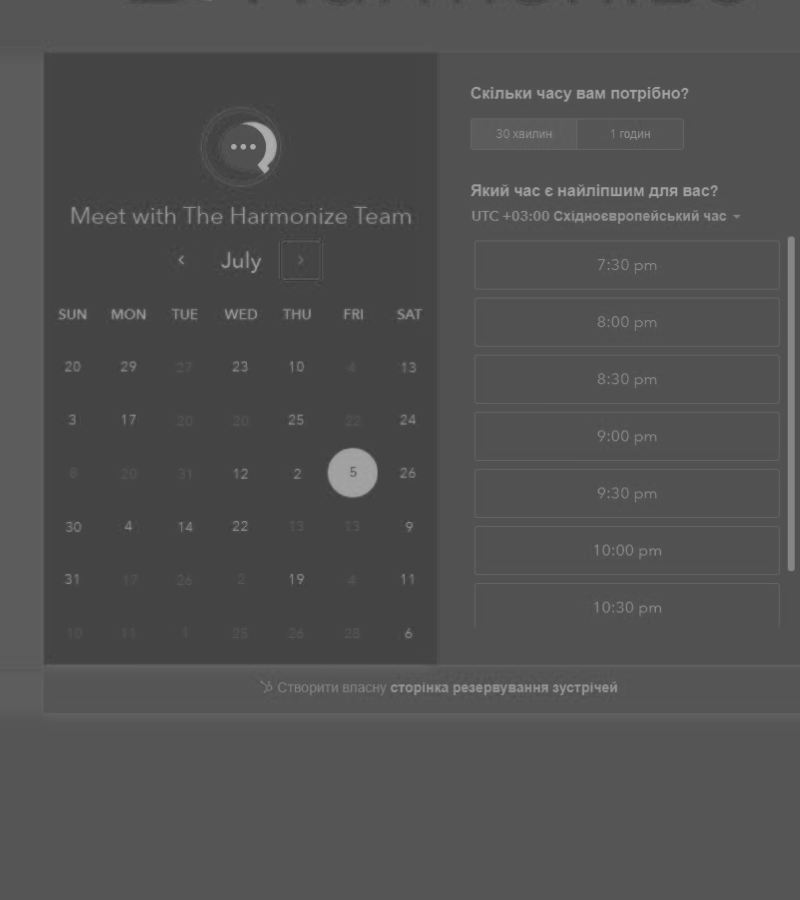 Meet with The Harmonize Team
July
SUN MON TUE WED THU FRI SAT
20 29 27 23 10 4 13
3 17 20 20 25 22 24
8 20 31 12 2 5 26
30 4 14 22 13 13 9
31 17 26 2 19 4 11
10 11 1 28 26 28 6
Скільки часу вам потрібно?
30 хвилин 1 годин
Який час є найліпшим для вас?
UTC +03:00 Східноєвропейський час
7:30 pm
8:00 pm
8:30 pm
9:00 pm
9:30 pm
10:00 pm
10:30 pm
Створити власну сторінка резервування зустрічей